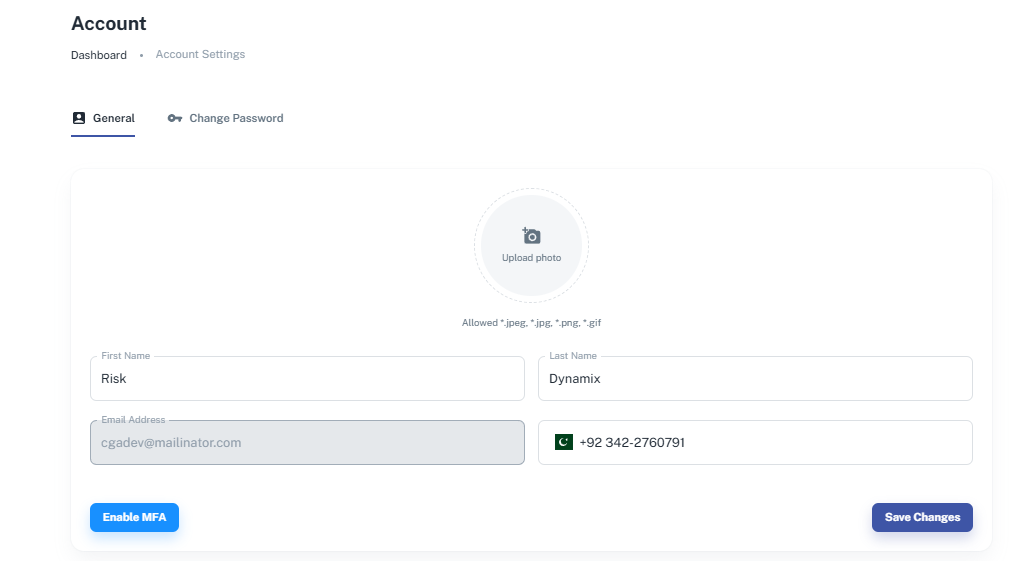 Account
Dashboard • Account Settings
General Change Password
Upload photo
Allowed *.jpeg, *.jpg, *.png, *.gif
First Name Last Name
Risk Dynamix
Email Address
cgadev@mailinator.com +92 342-2760791
Enable MFA Save Changes